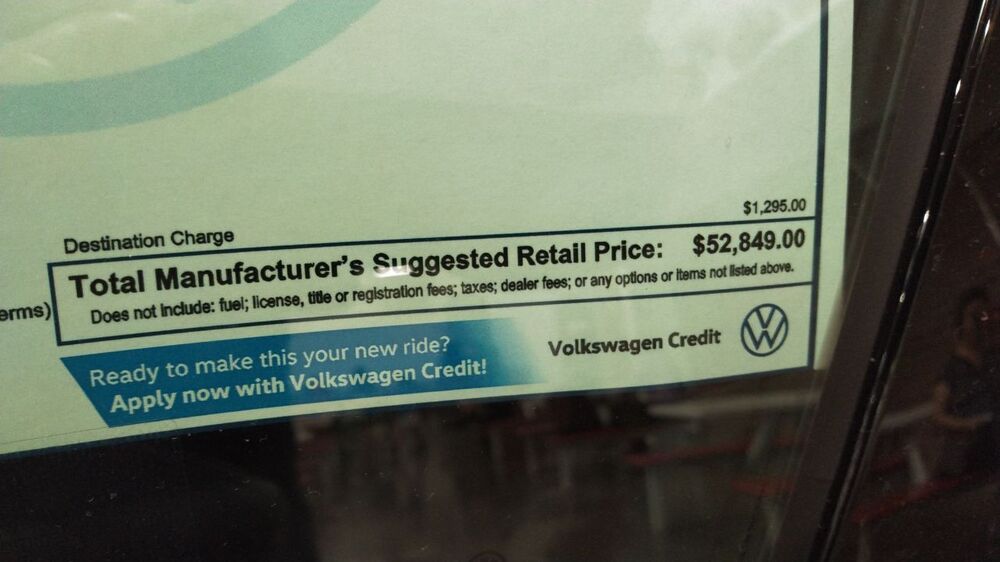 $1,295.00
Destination Charge
Total Manufacturer's Suggested Retail Price: $52,849.00
Does not include: fuel; license, title or registration fees; taxes; dealer fees; or any options or items not listed above.
erms)
Ready to make this your new ride?
Apply now with Volkswagen Credit!
Volkswagen Credit